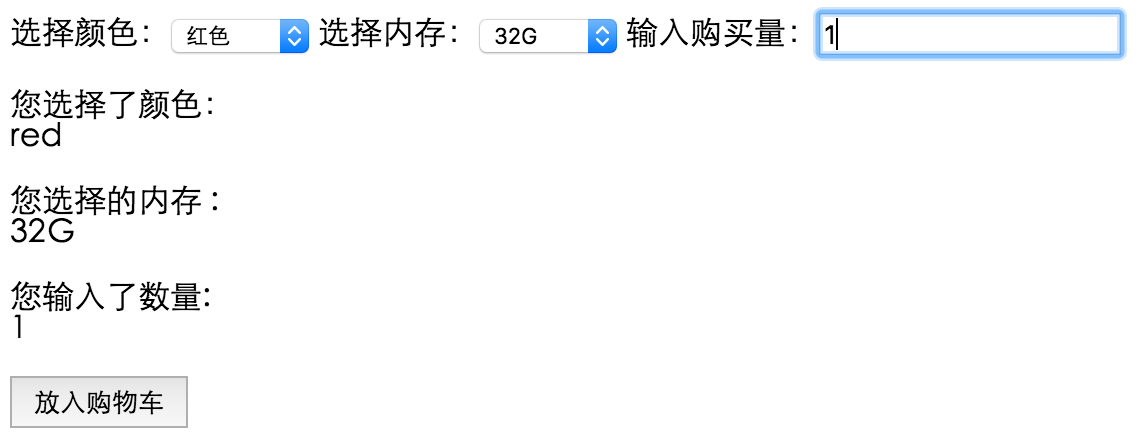 选择颜色： 红色 选择内存： 32G 输入购买量： 1
您选择了颜色：
red
您选择的内存：
32G
您输入了数量:
1
放入购物车